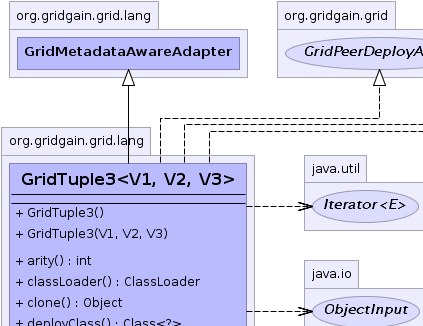 org.gridgain.grid.lang
org.gridgain.grid
GridMetadataAwareAdapter
GridPeerDeployA
org.gridgain.grid.lang
GridTuple3<V1, V2, V3>
java.util
Iterator<E>
+ GridTuple3()
+ GridTuple3(V1, V2, V3)
+ arity() : int
+ classLoader() : ClassLoader
+ clone() : Object
+ deployClass() : Class<?>
java.io
ObjectInput